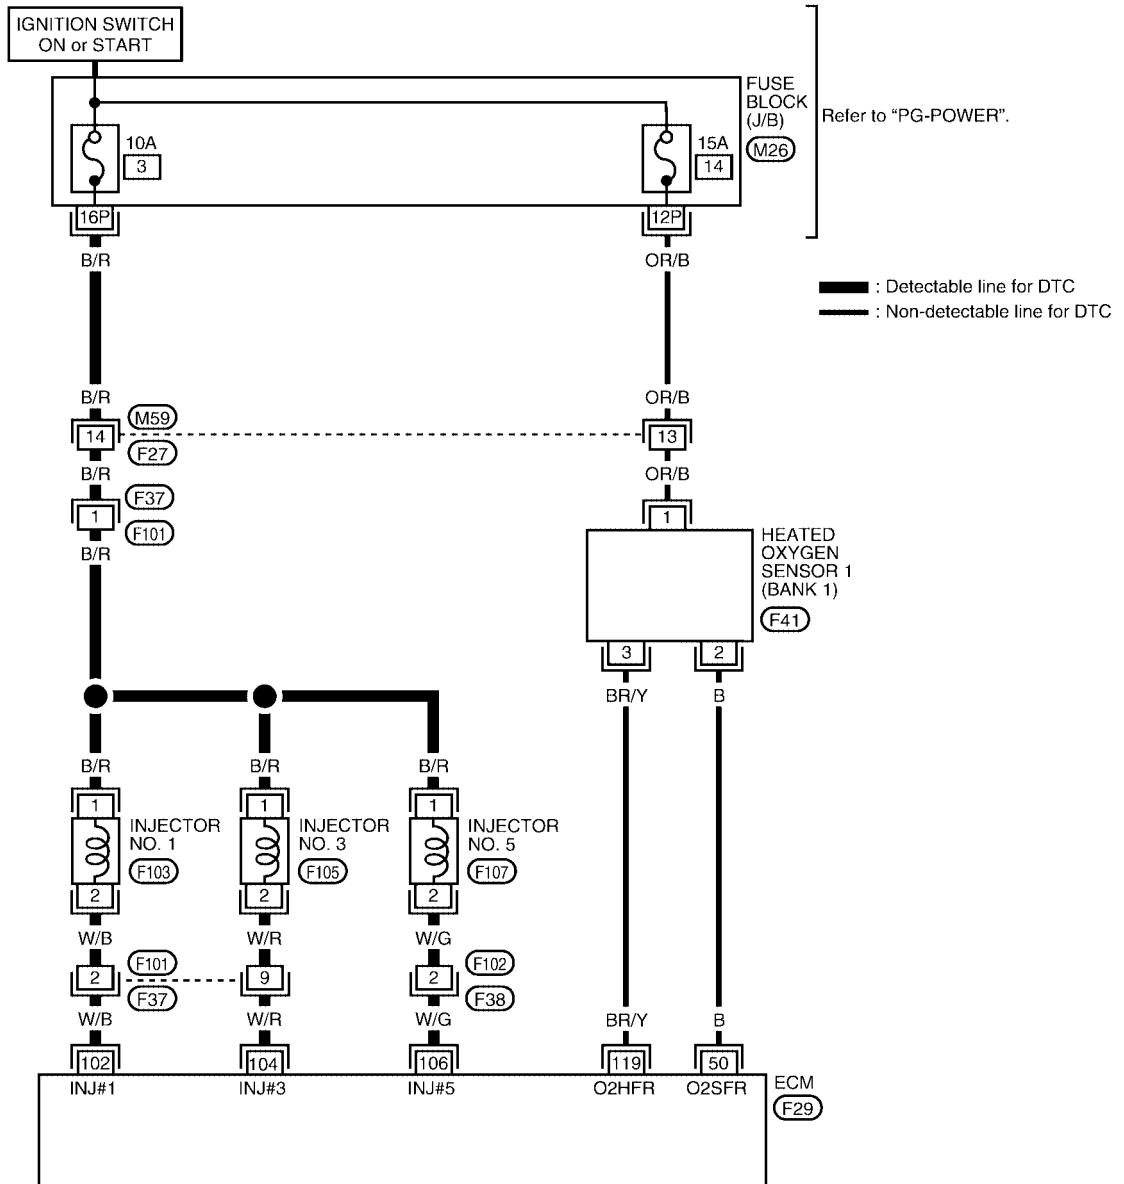 IGNITION SWITCH
ON or START
FUSE
BLOCK
(J/B)
M26
Refer to “PG-POWER”.
10A
3
15A
14
16P
12P
B/R
OR/B
: Detectable line for DTC
: Non-detectable line for DTC
B/R
OR/B
M59
14
13
F27
B/R
OR/B
F37
1
1
F101
B/R
HEATED
OXYGEN
SENSOR 1
(BANK 1)
F41
3
2
BR/Y
B
B/R
B/R
B/R
1
1
1
INJECTOR
NO. 1
F103
INJECTOR
NO. 3
F105
INJECTOR
NO. 5
F107
2
2
2
W/B
W/R
W/G
F101
F102
2
9
2
F37
F38
W/B
W/R
W/G
BR/Y
B
102
104
106
119
50
INJ#1
INJ#3
INJ#5
O2HFR
O2SFR
ECM
F29